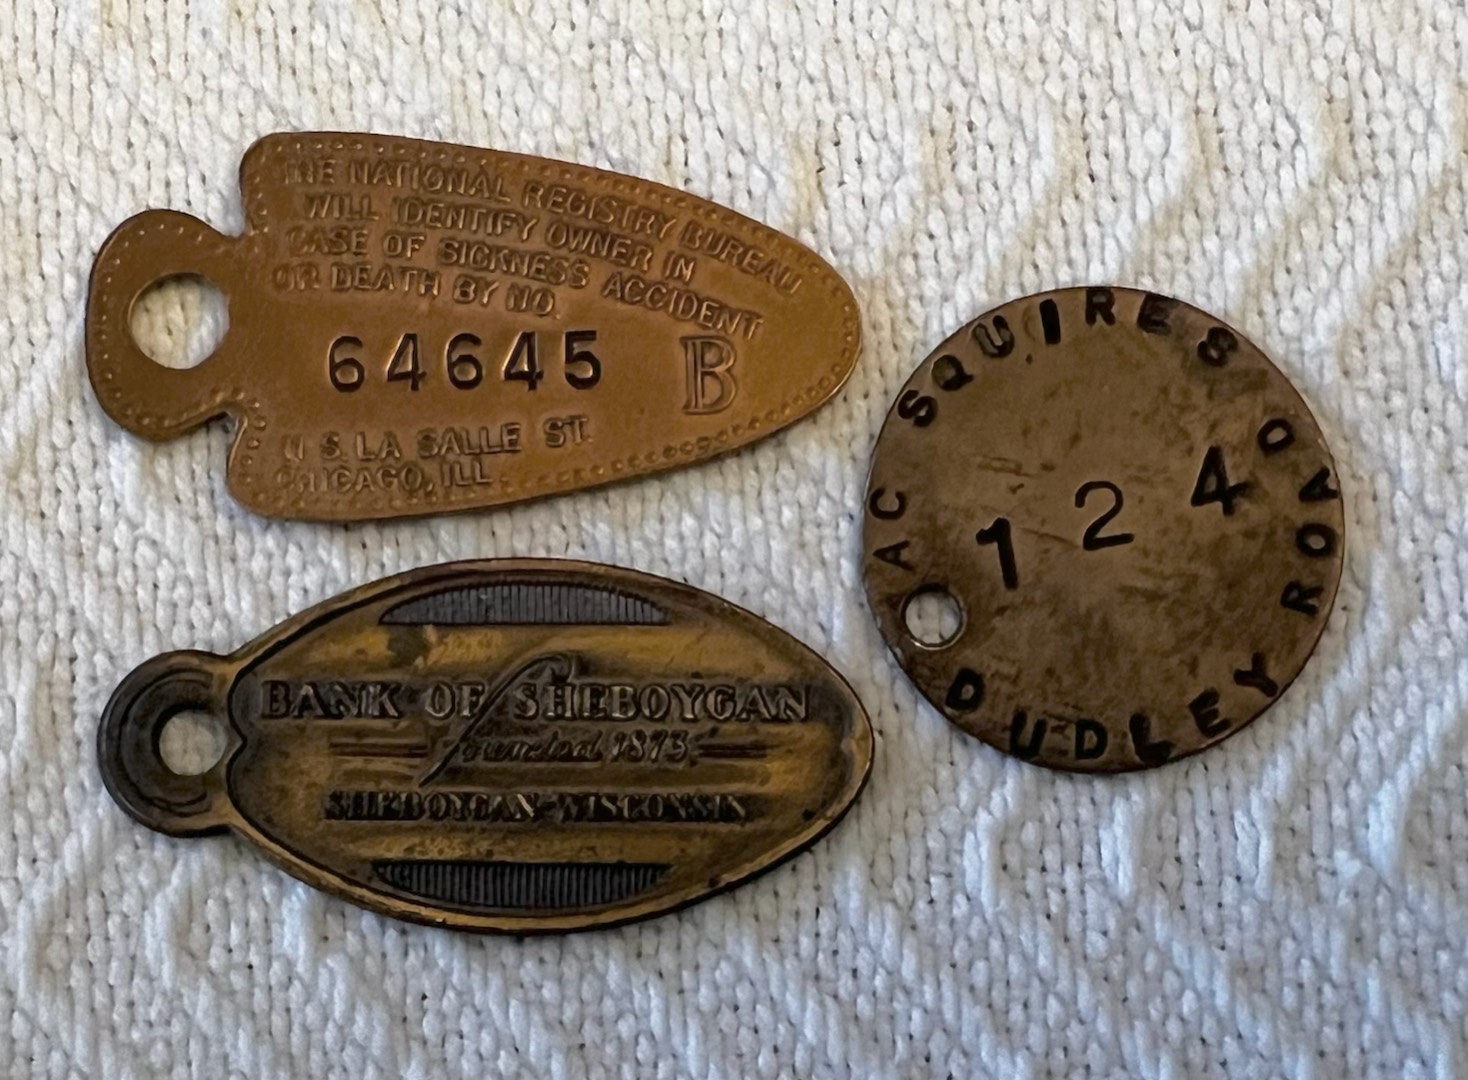 THE NATIONAL REGISTRY BUREAU
WILL IDENTIFY OWNER IN
CASE OF SICKNESS ACCIDENT
OR DEATH BY NO.
64645
B
S. LA SALLE ST.
CHICAGO, ILL
BANK OF SHEBOYGAN
Founded 1873
SHEBOYGAN-WISCONSIN
AC SQUIRES
124
DUDLEY ROAD